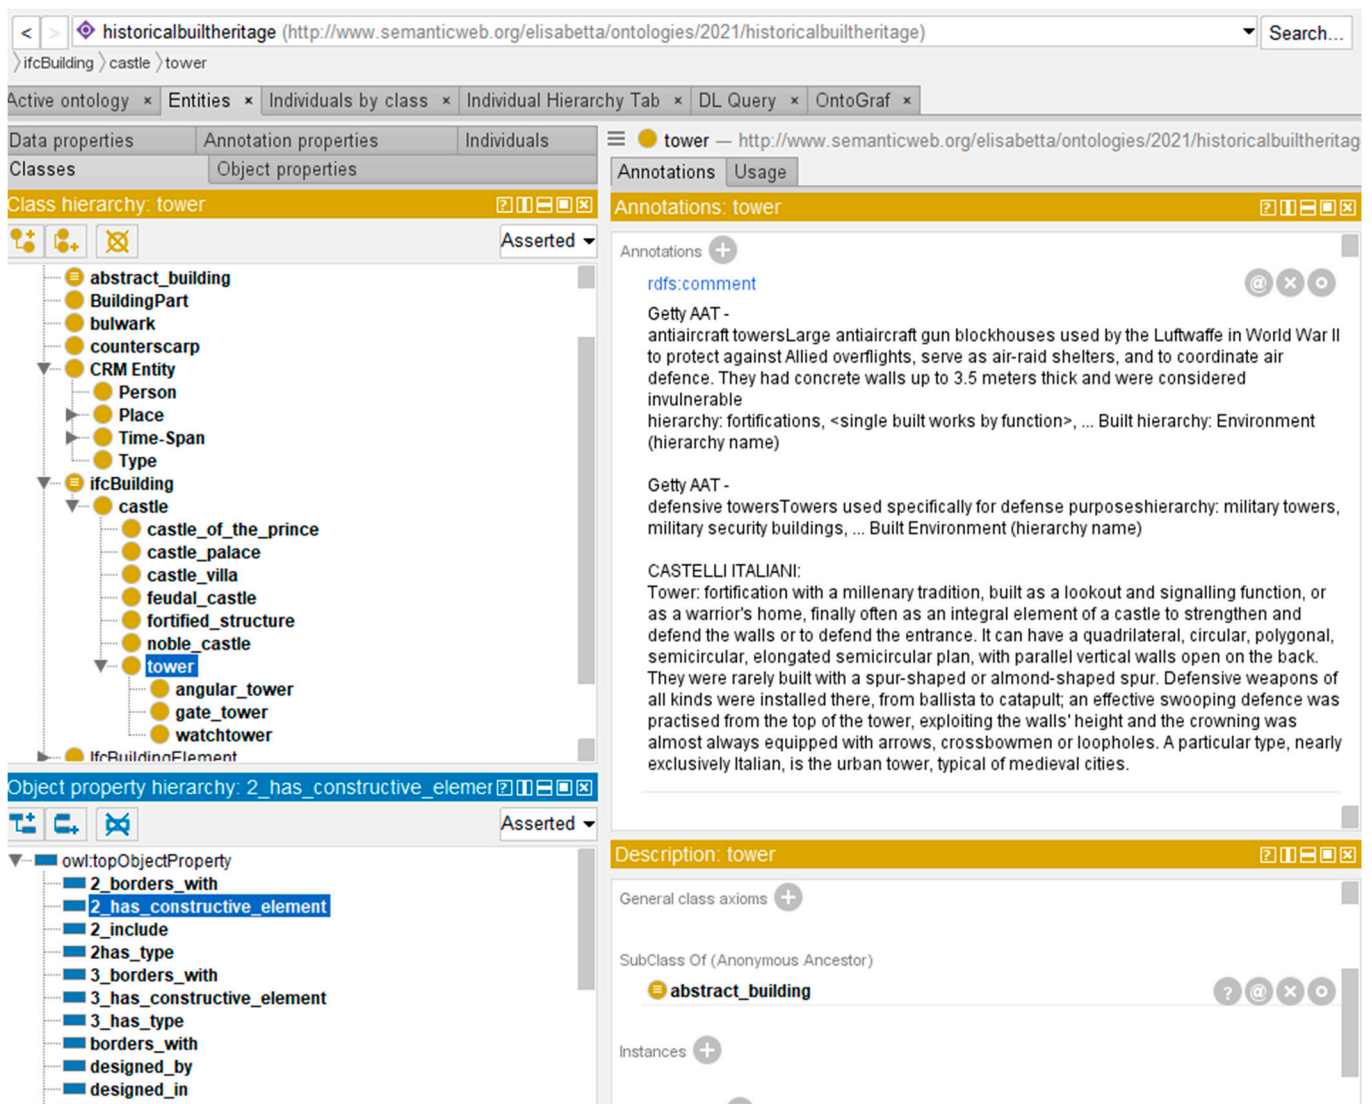 < > historicalbuiltheritage (http://www.semanticweb.org/elisabetta/ontologies/2021/historicalbuiltheritage) Search...
ifcBuilding castle tower
Active ontology × Entities × Individuals by class × Individual Hierarchy Tab × DL Query × OntoGraf ×
Data properties Annotation properties Individuals
Classes Object properties
Class hierarchy: tower
Asserted
abstract_building
BuildingPart
bulwark
counterscarp
CRM Entity
Person
Place
Time-Span
Type
ifcBuilding
castle
castle_of_the_prince
castle_palace
castle_villa
feudal_castle
fortified_structure
noble_castle
tower
angular_tower
gate_tower
watchtower
IfcBuildingElement
Object property hierarchy: 2_has_constructive_elemer
Asserted
owl:topObjectProperty
2_borders_with
2_has_constructive_element
2_include
2has_type
3_borders_with
3_has_constructive_element
3_has_type
borders_with
designed_by
designed_in
tower — http://www.semanticweb.org/elisabetta/ontologies/2021/historicalbuiltheritag
Annotations Usage
Annotations: tower
Annotations
rdfs:comment
Getty AAT -
antiaircraft towersLarge antiaircraft gun blockhouses used by the Luftwaffe in World War II
to protect against Allied overflights, serve as air-raid shelters, and to coordinate air
defence. They had concrete walls up to 3.5 meters thick and were considered
invulnerable
hierarchy: fortifications, <single built works by function>, ... Built hierarchy: Environment
(hierarchy name)
Getty AAT -
defensive towersTowers used specifically for defense purposeshierarchy: military towers,
military security buildings, ... Built Environment (hierarchy name)
CASTELLI ITALIANI:
Tower: fortification with a millenary tradition, built as a lookout and signalling function, or
as a warrior's home, finally often as an integral element of a castle to strengthen and
defend the walls or to defend the entrance. It can have a quadrilateral, circular, polygonal,
semicircular, elongated semicircular plan, with parallel vertical walls open on the back.
They were rarely built with a spur-shaped or almond-shaped spur. Defensive weapons of
all kinds were installed there, from ballista to catapult; an effective swooping defence was
practised from the top of the tower, exploiting the walls' height and the crowning was
almost always equipped with arrows, crossbowmen or loopholes. A particular type, nearly
exclusively Italian, is the urban tower, typical of medieval cities.
Description: tower
General class axioms
SubClass Of (Anonymous Ancestor)
abstract_building
Instances